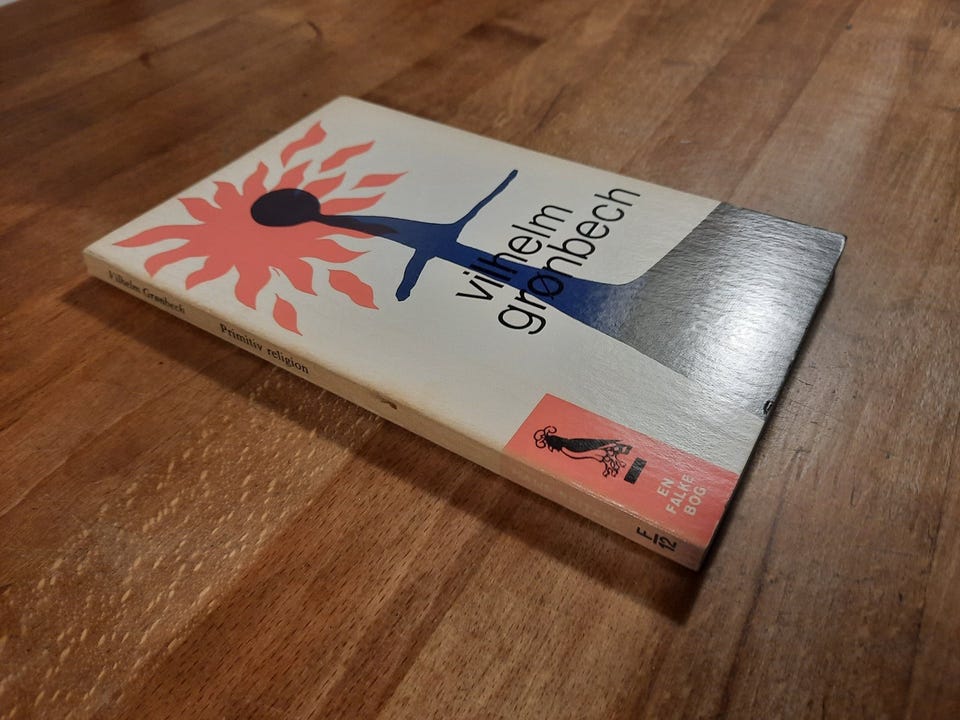 vilhelm
grønbech
EN
FALKE
BOG
Vilhelm Grønbech
Primitiv religion
F
12